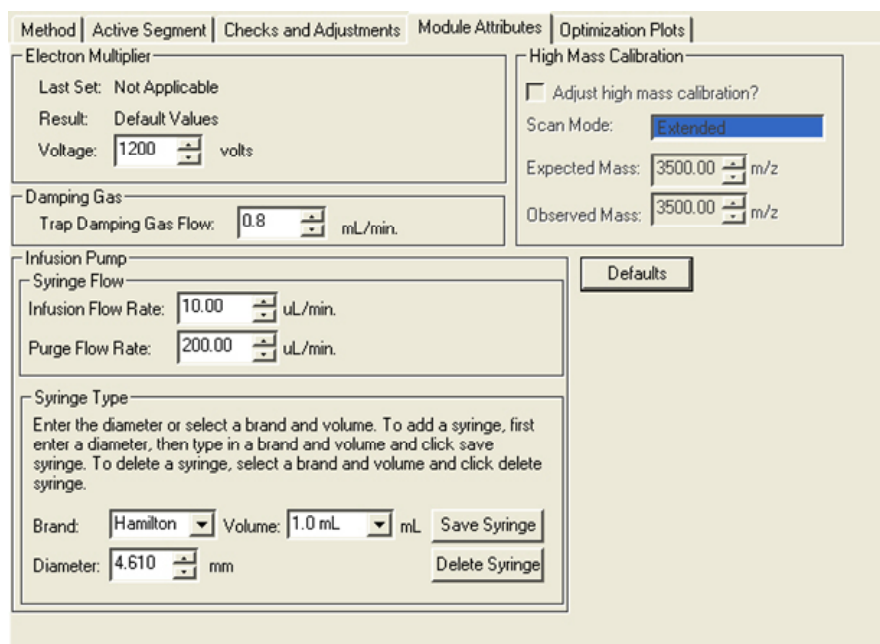 Method Active Segment Checks and Adjustments Module Attributes Optimization Plots
Electron Multiplier
Last Set: Not Applicable
Result: Default Values
Voltage: 1200 volts
High Mass Calibration
Adjust high mass calibration?
Scan Mode: Extended
Expected Mass: 3500.00 m/z
Observed Mass: 3500.00 m/z
Damping Gas
Trap Damping Gas Flow: 0.8 mL/min.
Defaults
Infusion Pump
Syringe Flow
Infusion Flow Rate: 10.00 uL/min.
Purge Flow Rate: 200.00 uL/min.
Syringe Type
Enter the diameter or select a brand and volume. To add a syringe, first
enter a diameter, then type in a brand and volume and click save
syringe. To delete a syringe, select a brand and volume and click delete
syringe.
Brand: Hamilton Volume: 1.0 mL mL Save Syringe
Diameter: 4.610 mm Delete Syringe